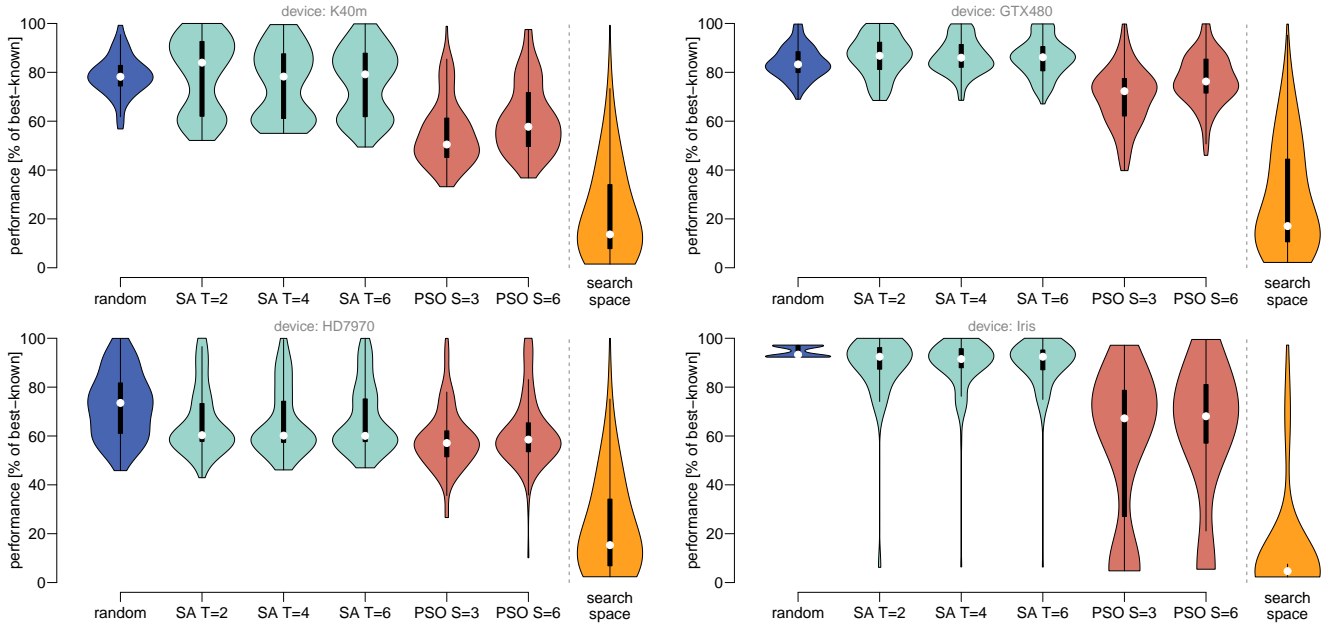 device: K40m
performance [% of best−known]
100
80
60
40
20
0
random
SA T=2
SA T=4
SA T=6
PSO S=3
PSO S=6
search
space
device: GTX480
performance [% of best−known]
100
80
60
40
20
0
random
SA T=2
SA T=4
SA T=6
PSO S=3
PSO S=6
search
space
device: HD7970
performance [% of best−known]
100
80
60
40
20
0
random
SA T=2
SA T=4
SA T=6
PSO S=3
PSO S=6
search
space
device: Iris
performance [% of best−known]
100
80
60
40
20
0
random
SA T=2
SA T=4
SA T=6
PSO S=3
PSO S=6
search
space